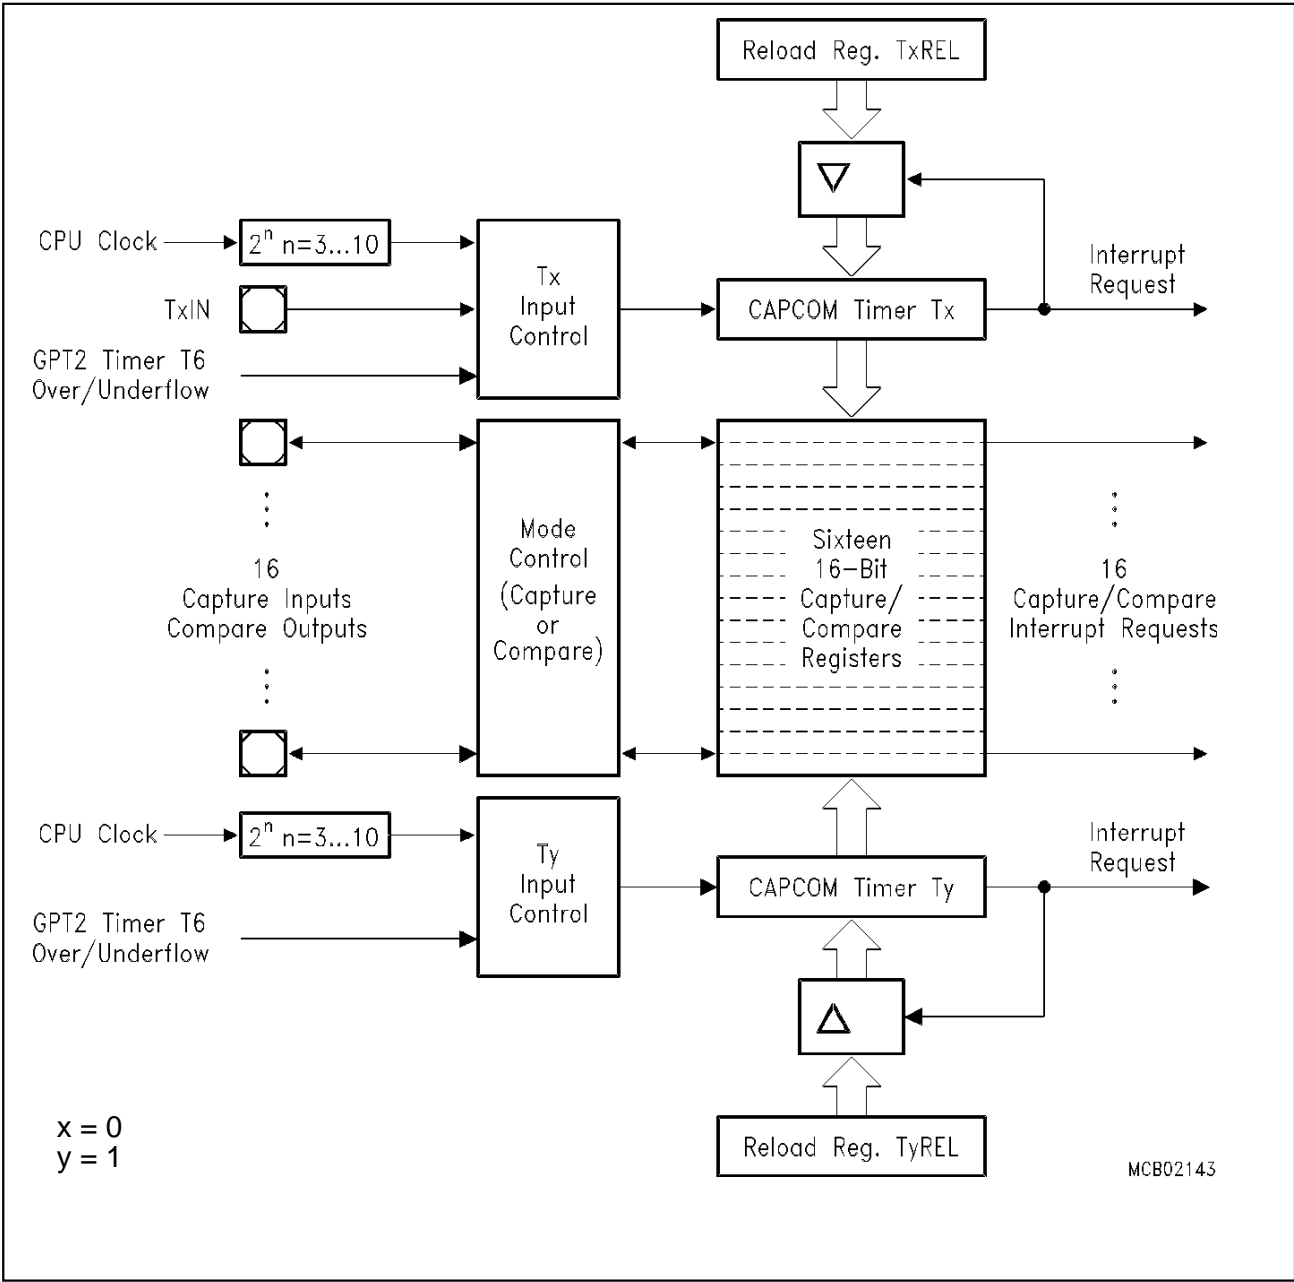 Reload Reg. TxREL
CPU Clock
2ⁿ n=3...10
TxIN
GPT2 Timer T6
Over/Underflow
Tx
Input
Control
CAPCOM Timer Tx
Interrupt
Request
16
Capture Inputs
Compare Outputs
Mode
Control
(Capture
or
Compare)
Sixteen
16-Bit
Capture/
Compare
Registers
16
Capture/Compare
Interrupt Requests
CPU Clock
2ⁿ n=3...10
GPT2 Timer T6
Over/Underflow
Ty
Input
Control
CAPCOM Timer Ty
Interrupt
Request
Reload Reg. TyREL
x = 0
y = 1
MCB02143